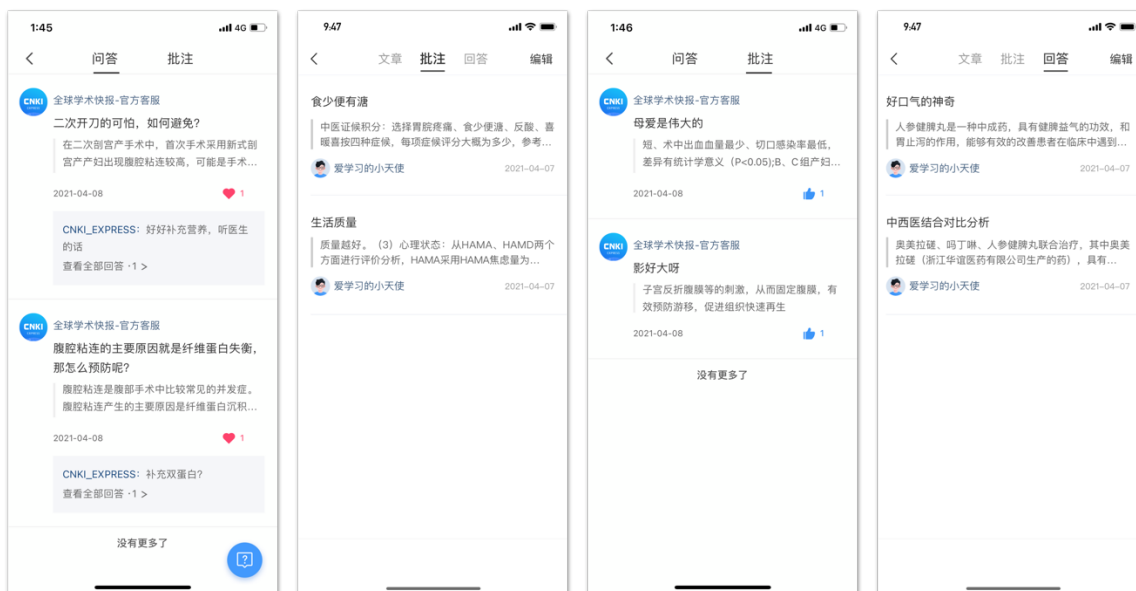 1:45
4G
问答 批注
CNKI
全球学术快报-官方客服
二次开刀的可怕，如何避免？
在二次剖宫产手术中，首次手术采用新式剖
宫产产妇出现腹腔粘连较高，可能是手术...
2021-04-08
1
CNKI_EXPRESS：好好补充营养，听医生
的话
查看全部回答 ·1 >
CNKI
全球学术快报-官方客服
腹腔粘连的主要原因就是纤维蛋白失衡，
那怎么预防呢？
腹腔粘连是腹部手术中比较常见的并发症。
腹腔粘连产生的主要原因是纤维蛋白沉积...
2021-04-08
1
CNKI_EXPRESS：补充双蛋白？
查看全部回答 ·1 >
没有更多了
9:47
文章 批注 回答 编辑
食少便有溏
中医证候积分：选择胃脘疼痛、食少便溏、反酸、喜
暖喜按四种症候，每项症候评分大概为多少，参考...
爱学习的小天使
2021-04-07
生活质量
质量越好。（3）心理状态：从HAMA、HAMD两个
方面进行评价分析，HAMA采用HAMA焦虑量为...
爱学习的小天使
2021-04-07
1:46
4G
问答 批注
CNKI
全球学术快报-官方客服
母爱是伟大的
短、术中出血血量最少、切口感染率最低，
差异有统计学意义（P<0.05);B、C组产妇...
2021-04-08
1
CNKI
全球学术快报-官方客服
影好大呀
子宫反折腹膜等的刺激，从而固定腹膜，有
效预防游移，促进组织快速再生
2021-04-08
1
没有更多了
9:47
文章 批注 回答 编辑
好口气的神奇
人参健脾丸是一种中成药，具有健脾益气的功效，和
胃止泻的作用，能够有效的改善患者在临床中遇到...
爱学习的小天使
2021-04-07
中西医结合对比分析
奥美拉磋、吗丁啉、人参健脾丸联合治疗，其中奥美
拉磋（浙江华谊医药有限公司生产的药），具有...
爱学习的小天使
2021-04-07